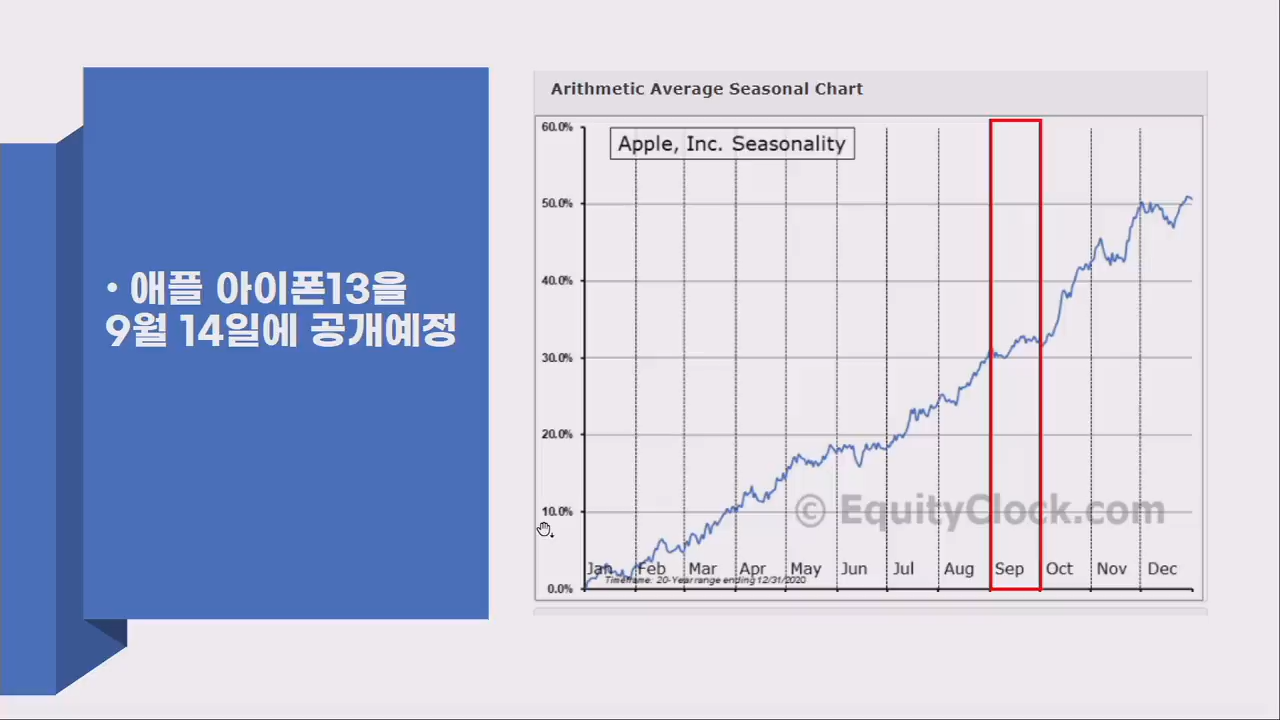 • 애플 아이폰13을
9월 14일에 공개예정
Arithmetic Average Seasonal Chart
Apple, Inc. Seasonality
60.0%
50.0%
40.0%
30.0%
20.0%
10.0%
0.0%
© EquityClock.com
Jan Feb Mar Apr May Jun Jul Aug Sep Oct Nov Dec
Timeframe: 20-Year range ending 12/31/2020